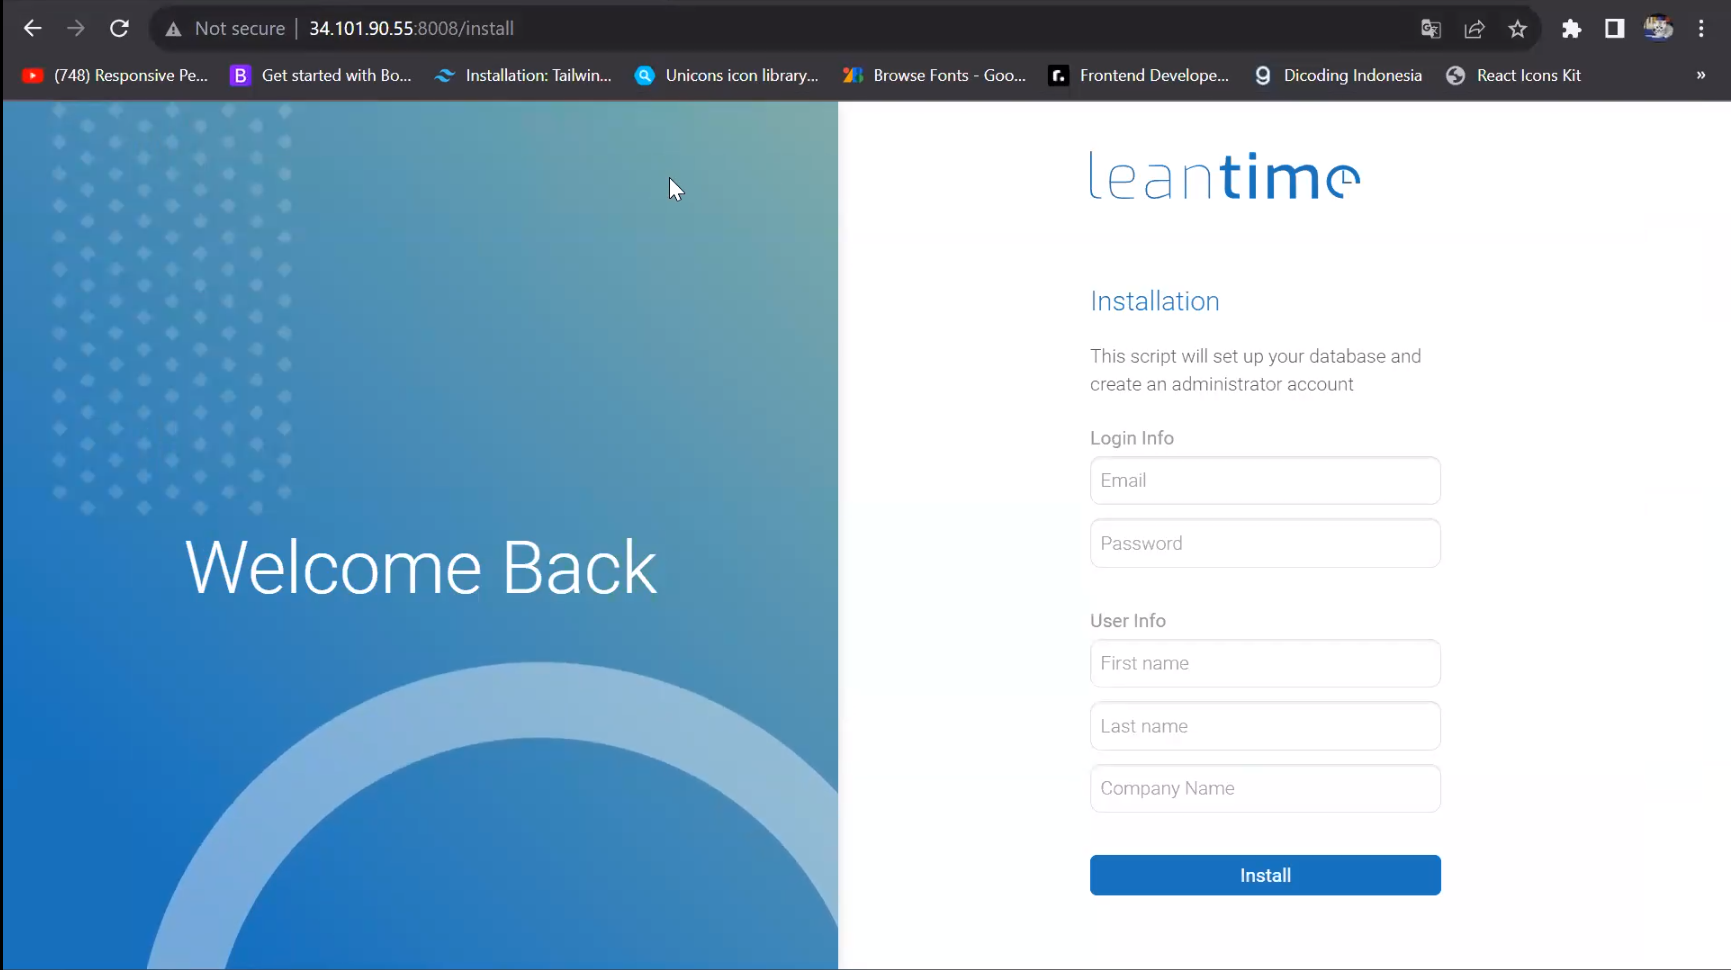 Not secure
34.101.90.55:8008/install
(748) Responsive Pe...
Get started with Bo...
Installation: Tailwin...
Unicons icon library...
Browse Fonts - Goo...
Frontend Develope...
Dicoding Indonesia
React Icons Kit
»
Welcome Back
leantime
Installation
This script will set up your database and
create an administrator account
Login Info
Email
Password
User Info
First name
Last name
Company Name
Install